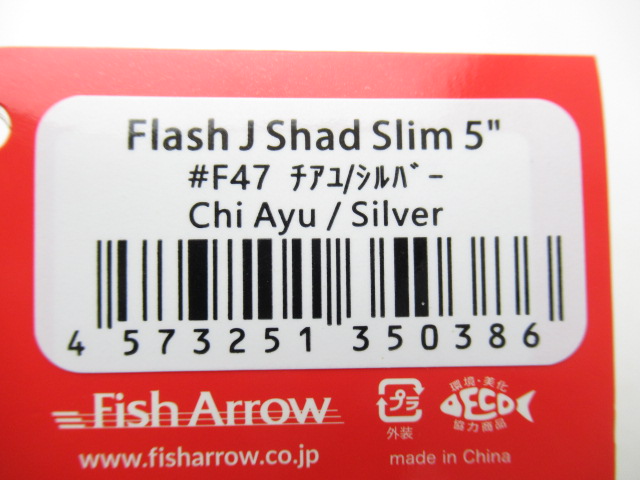 Flash J Shad Slim 5"
#F47 ﾁｱﾕ/ｼﾙﾊﾞｰ
Chi Ayu / Silver
4 573251 350386
Fish Arrow
www.fisharrow.co.jp
プラ
外装
環境・美化
ECO
協力商品
made in China